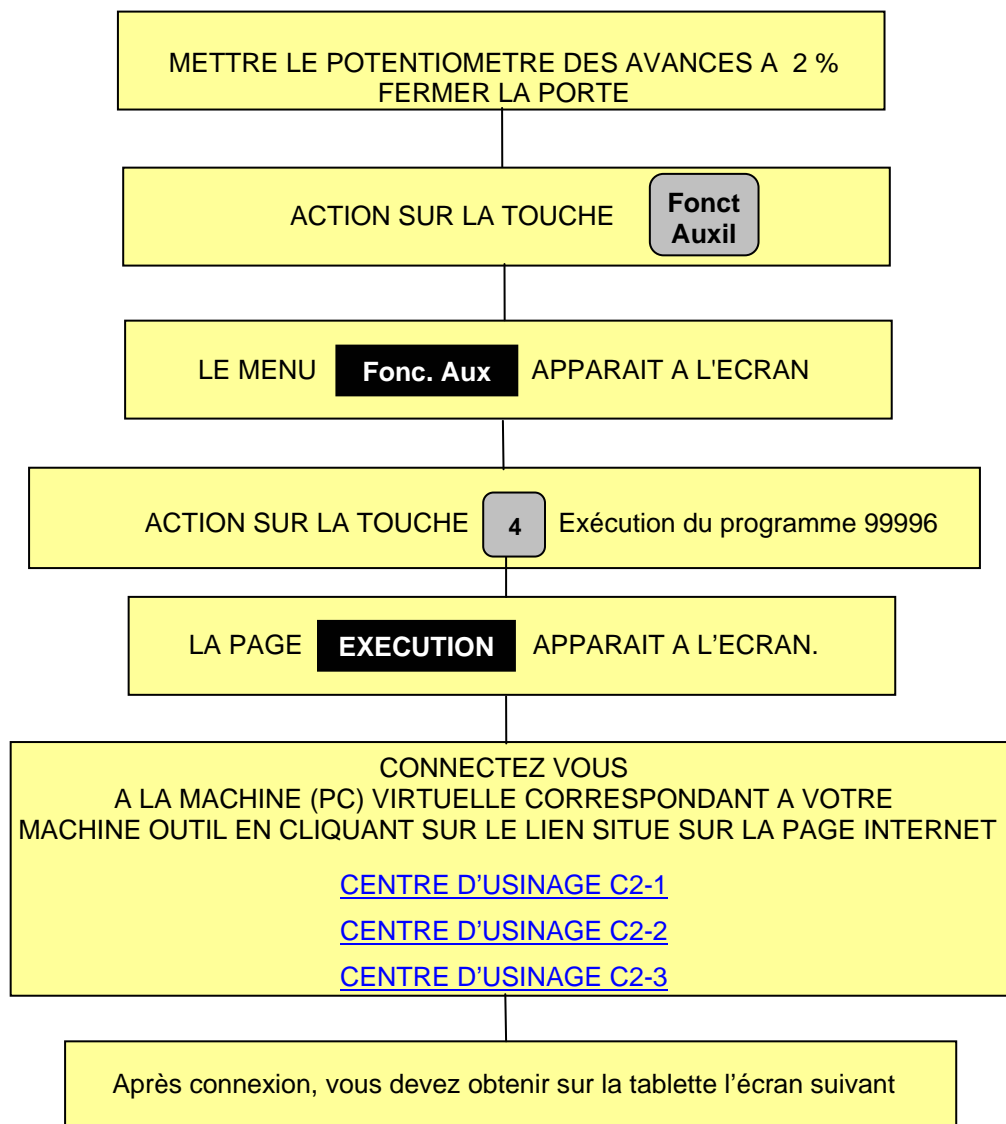 METTRE LE POTENTIOMETRE DES AVANCES A 2 %
FERMER LA PORTE
ACTION SUR LA TOUCHE Fonct Auxil
LE MENU Fonc. Aux APPARAIT A L'ECRAN
ACTION SUR LA TOUCHE 4 Exécution du programme 99996
LA PAGE EXECUTION APPARAIT A L’ECRAN.
CONNECTEZ VOUS
A LA MACHINE (PC) VIRTUELLE CORRESPONDANT A VOTRE
MACHINE OUTIL EN CLIQUANT SUR LE LIEN SITUE SUR LA PAGE INTERNET
CENTRE D’USINAGE C2-1
CENTRE D’USINAGE C2-2
CENTRE D’USINAGE C2-3
Après connexion, vous devez obtenir sur la tablette l’écran suivant